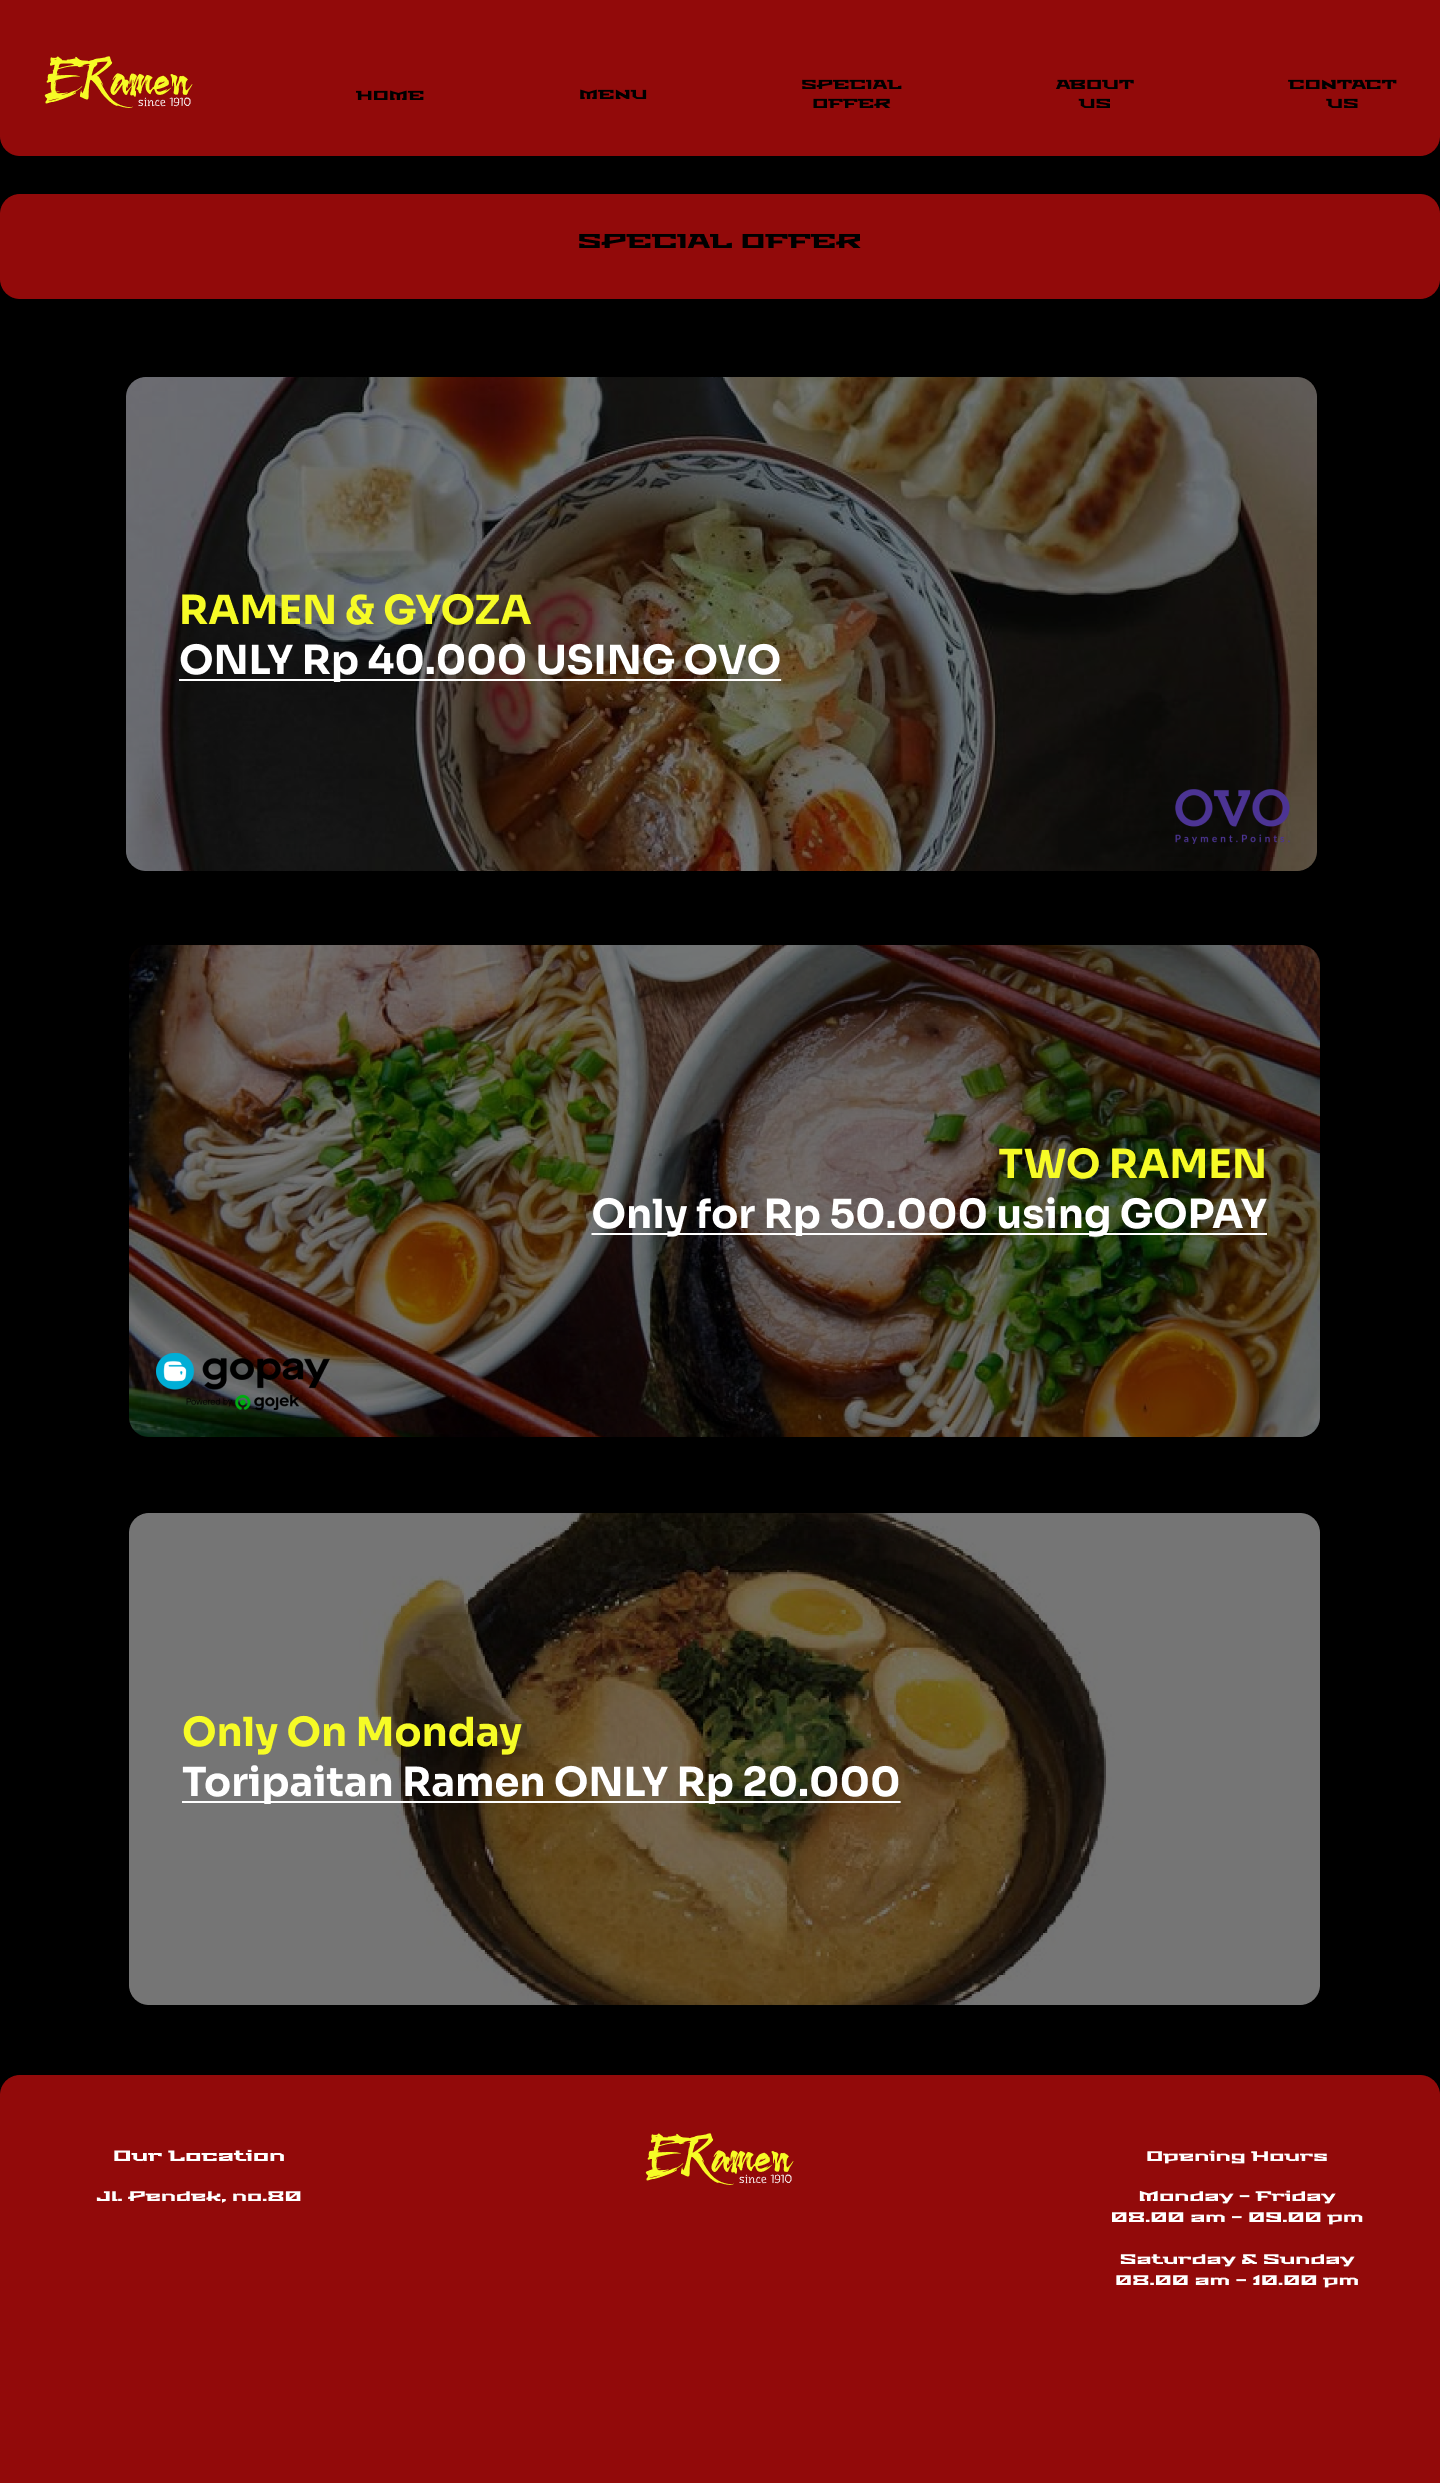 ERamen
since 1910
HOME
MENU
SPECIAL
OFFER
ABOUT
US
CONTACT
US
SPECIAL OFFER
RAMEN & GYOZA
ONLY Rp 40.000 USING OVO
OVO
Payment.Point
TWO RAMEN
Only for Rp 50.000 using GOPAY
gopay
gojek
Only On Monday
Toripaitan Ramen ONLY Rp 20.000
Our Location
Jl. Pendek, no.80
ERamen
since 1910
Opening Hours
Monday - Friday
08.00 am - 09.00 pm
Saturday & Sunday
08.00 am - 10.00 pm